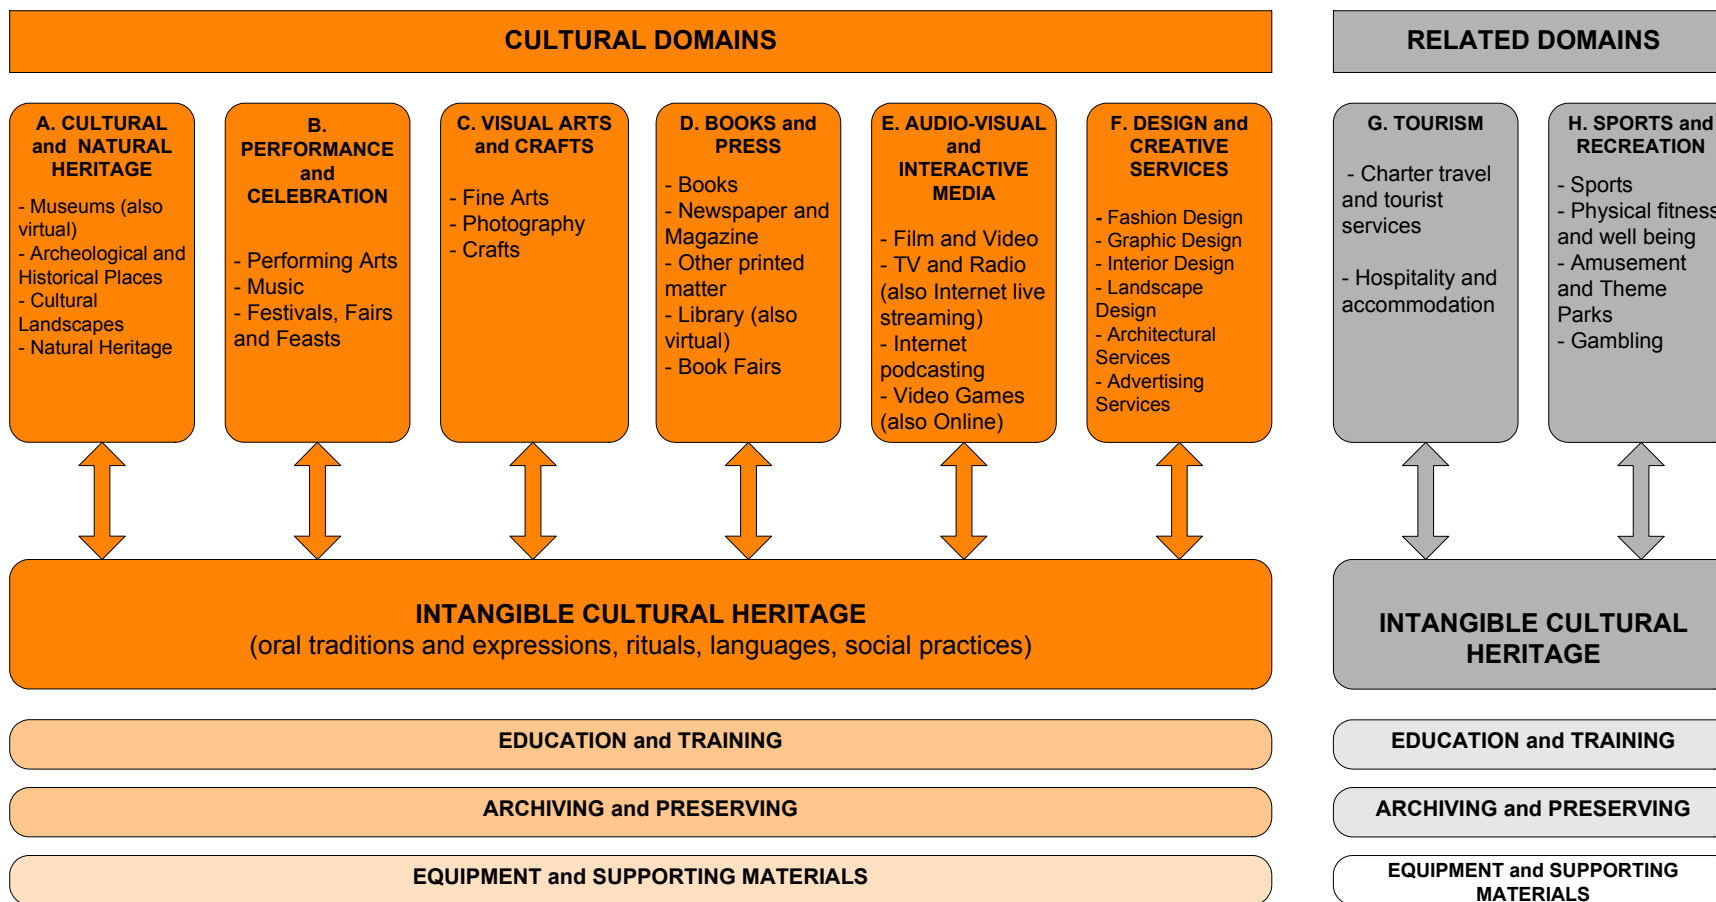 CULTURAL DOMAINS
RELATED DOMAINS
A. CULTURAL
and NATURAL
HERITAGE
- Museums (also
virtual)
- Archeological and
Historical Places
- Cultural
Landscapes
- Natural Heritage
B.
PERFORMANCE
and
CELEBRATION
- Performing Arts
- Music
- Festivals, Fairs
and Feasts
C. VISUAL ARTS
and CRAFTS
- Fine Arts
- Photography
- Crafts
D. BOOKS and
PRESS
- Books
- Newspaper and
Magazine
- Other printed
matter
- Library (also
virtual)
- Book Fairs
E. AUDIO-VISUAL
and
INTERACTIVE
MEDIA
- Film and Video
- TV and Radio
(also Internet live
streaming)
- Internet
podcasting
- Video Games
(also Online)
F. DESIGN and
CREATIVE
SERVICES
- Fashion Design
- Graphic Design
- Interior Design
- Landscape
Design
- Architectural
Services
- Advertising
Services
G. TOURISM
- Charter travel
and tourist
services
- Hospitality and
accommodation
H. SPORTS and
RECREATION
- Sports
- Physical fitness
and well being
- Amusement
and Theme
Parks
- Gambling
INTANGIBLE CULTURAL HERITAGE
(oral traditions and expressions, rituals, languages, social practices)
INTANGIBLE CULTURAL
HERITAGE
EDUCATION and TRAINING
EDUCATION and TRAINING
ARCHIVING and PRESERVING
ARCHIVING and PRESERVING
EQUIPMENT and SUPPORTING MATERIALS
EQUIPMENT and SUPPORTING
MATERIALS